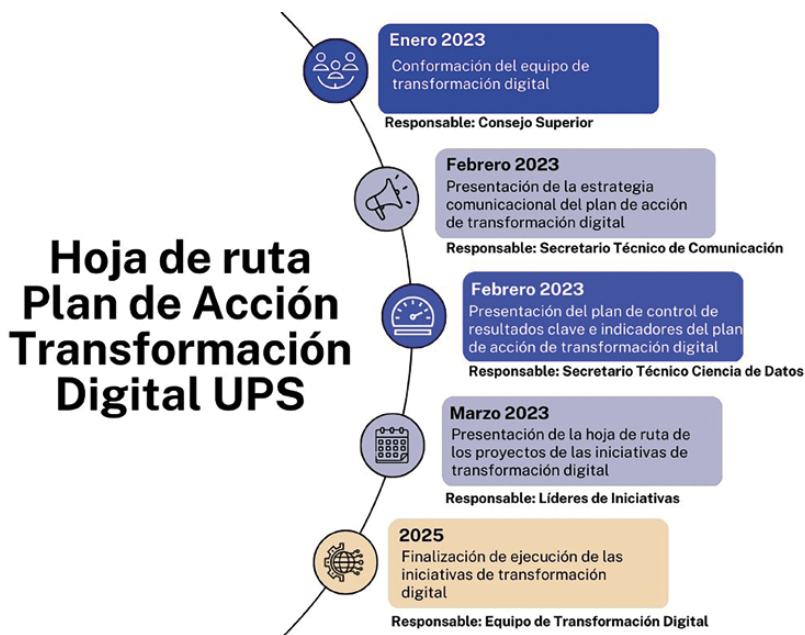 Hoja de ruta
Plan de Acción
Transformación
Digital UPS
Enero 2023
Conformación del equipo de
transformación digital
Responsable: Consejo Superior
Febrero 2023
Presentación de la estrategia
comunicacional del plan de acción
de transformación digital
Responsable: Secretario Técnico de Comunicación
Febrero 2023
Presentación del plan de control de
resultados clave e indicadores del plan
de acción de transformación digital
Responsable: Secretario Técnico Ciencia de Datos
Marzo 2023
Presentación de la hoja de ruta de
los proyectos de las iniciativas de
transformación digital
Responsable: Líderes de Iniciativas
2025
Finalización de ejecución de las
iniciativas de transformación
digital
Responsable: Equipo de Transformación Digital